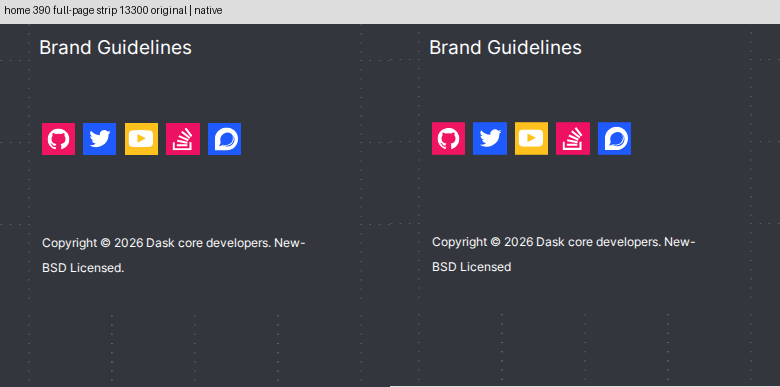 home 390 full-page strip 13300 original | native
Brand Guidelines
Brand Guidelines
Copyright © 2026 Dask core developers. New-
BSD Licensed.
Copyright © 2026 Dask core developers. New-
BSD Licensed